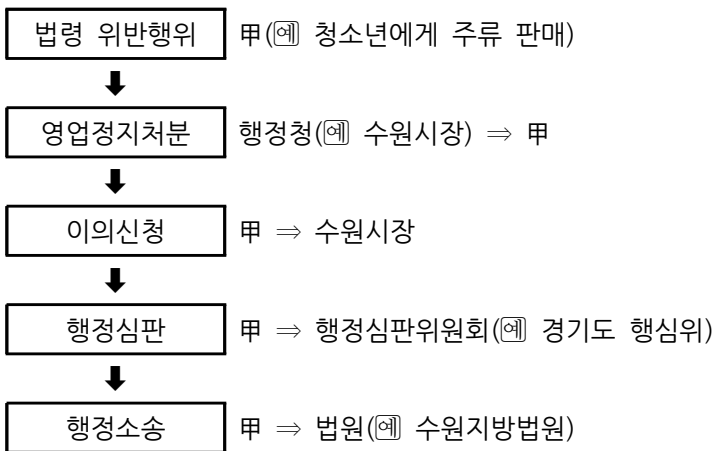 법령 위반행위 甲(예 청소년에게 주류 판매)
영업정지처분 행정청(예 수원시장) ⇒ 甲
이의신청 甲 ⇒ 수원시장
행정심판 甲 ⇒ 행정심판위원회(예 경기도 행심위)
행정소송 甲 ⇒ 법원(예 수원지방법원)